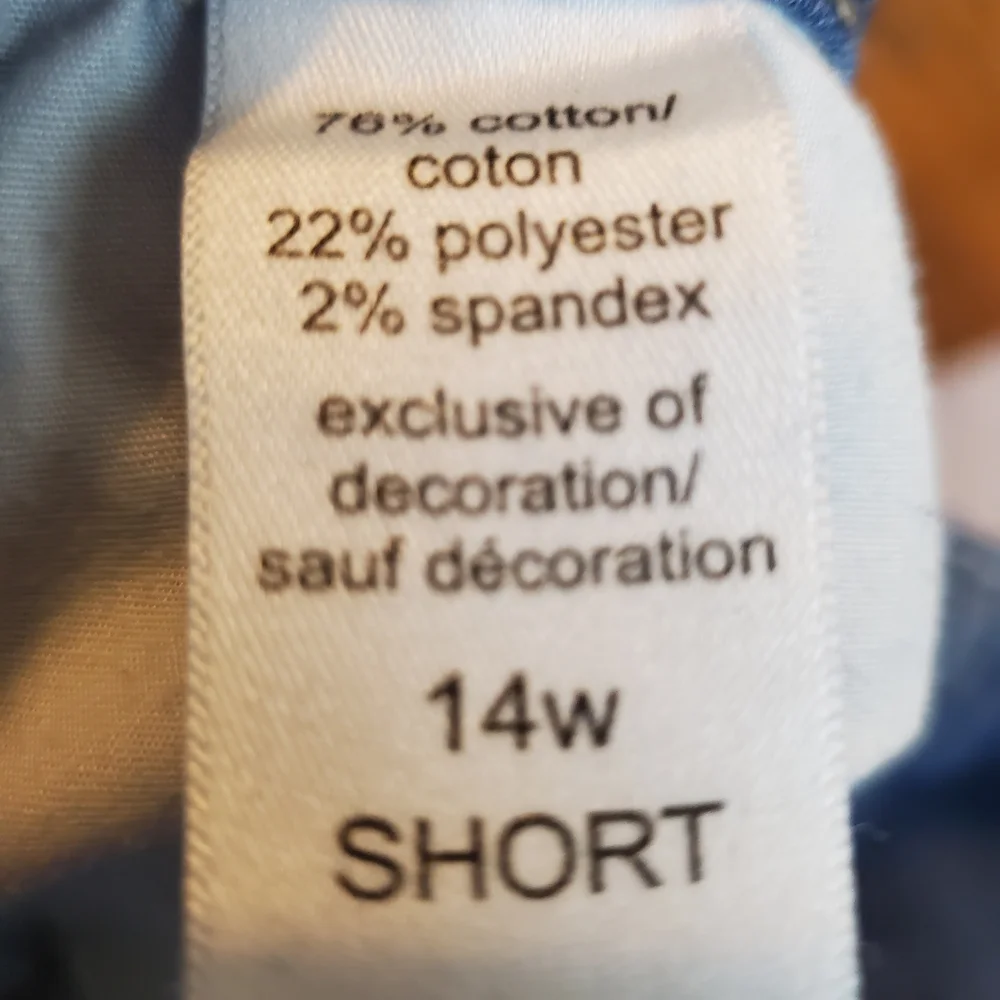 76% cotton/
coton
22% polyester
2% spandex
exclusive of
decoration/
sauf décoration
14w
SHORT